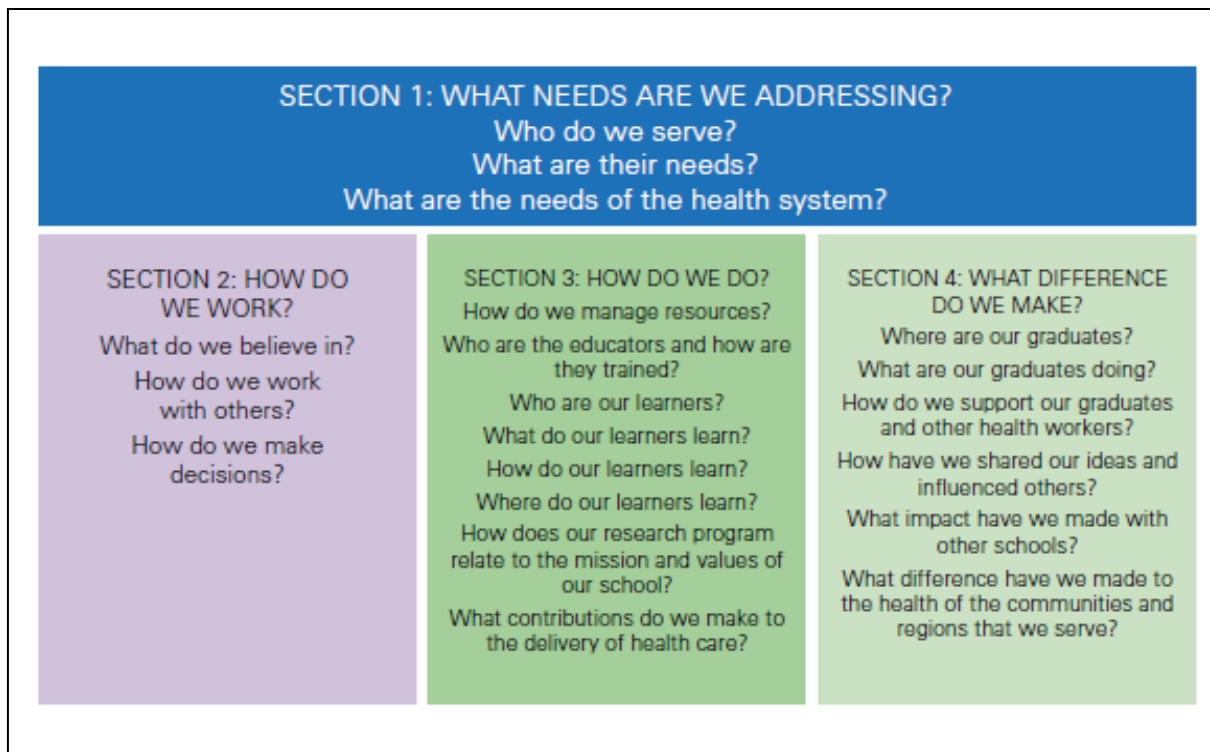 SECTION 1: WHAT NEEDS ARE WE ADDRESSING?
Who do we serve?
What are their needs?
What are the needs of the health system?
SECTION 2: HOW DO
WE WORK?
What do we believe in?
How do we work
with others?
How do we make
decisions?
SECTION 3: HOW DO WE DO?
How do we manage resources?
Who are the educators and how are
they trained?
Who are our learners?
What do our learners learn?
How do our learners learn?
Where do our learners learn?
How does our research program
relate to the mission and values of
our school?
What contributions do we make to
the delivery of health care?
SECTION 4: WHAT DIFFERENCE
DO WE MAKE?
Where are our graduates?
What are our graduates doing?
How do we support our graduates
and other health workers?
How have we shared our ideas and
influenced others?
What impact have we made with
other schools?
What difference have we made to
the health of the communities and
regions that we serve?